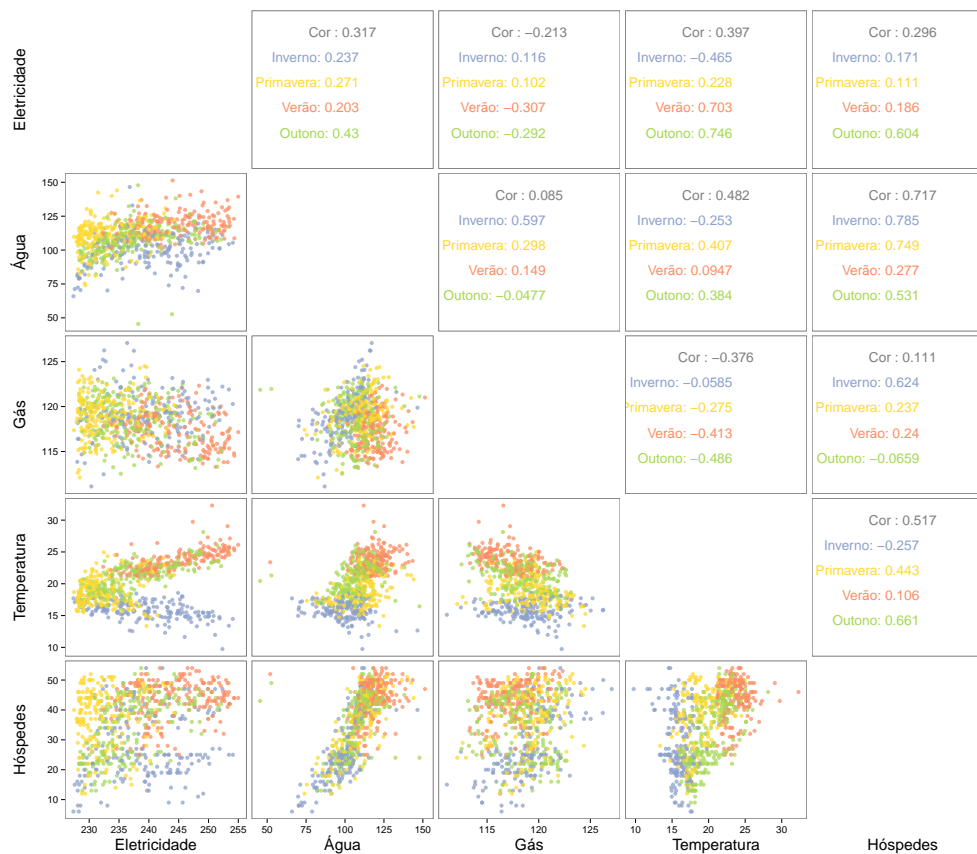 Eletricidade
Cor : 0.317
Inverno: 0.237
Primavera: 0.271
Verão: 0.203
Outono: 0.43
Cor : −0.213
Inverno: 0.116
Primavera: 0.102
Verão: −0.307
Outono: −0.292
Cor : 0.397
Inverno: −0.465
Primavera: 0.228
Verão: 0.703
Outono: 0.746
Cor : 0.296
Inverno: 0.171
Primavera: 0.111
Verão: 0.186
Outono: 0.604
Água
150
125
100
75
50
Cor : 0.085
Inverno: 0.597
Primavera: 0.298
Verão: 0.149
Outono: −0.0477
Cor : 0.482
Inverno: −0.253
Primavera: 0.407
Verão: 0.0947
Outono: 0.384
Cor : 0.717
Inverno: 0.785
Primavera: 0.749
Verão: 0.277
Outono: 0.531
Gás
125
120
115
Cor : −0.376
Inverno: −0.0585
Primavera: −0.275
Verão: −0.413
Outono: −0.486
Cor : 0.111
Inverno: 0.624
Primavera: 0.237
Verão: 0.24
Outono: −0.0659
Temperatura
30
25
20
15
10
Cor : 0.517
Inverno: −0.257
Primavera: 0.443
Verão: 0.106
Outono: 0.661
Hóspedes
50
40
30
20
10
230 235 240 245 250 255
50 75 100 125 150
115 120 125
10 15 20 25 30
Eletricidade
Água
Gás
Temperatura
Hóspedes